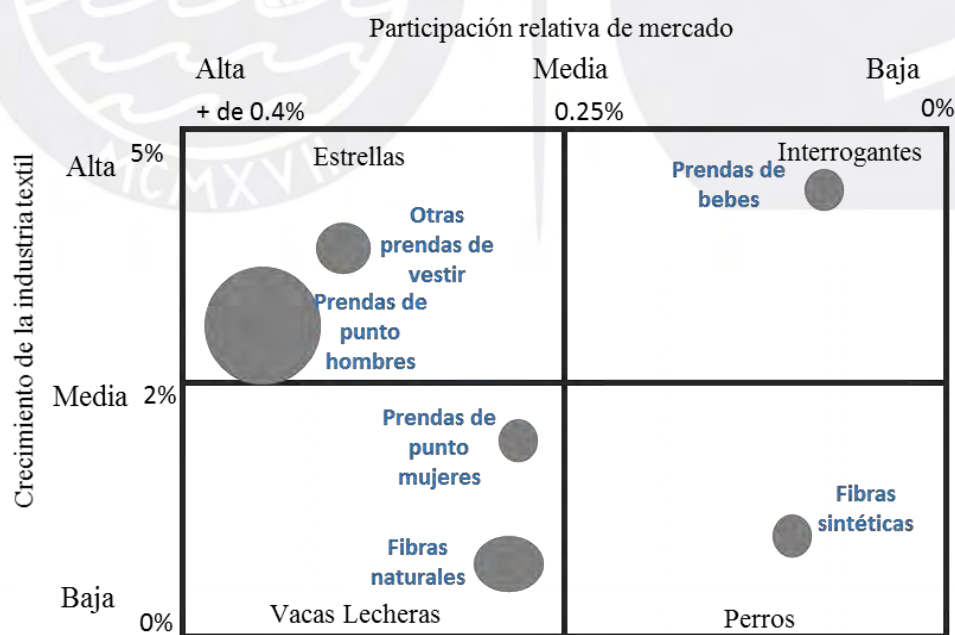 Participación relativa de mercado
Alta Media Baja
+ de 0.4% 0.25% 0%
Crecimiento de la industria textil
Alta 5%
Estrellas
Interrogantes
Prendas de
bebes
Otras
prendas de
vestir
Prendas de
punto
hombres
Media 2%
Prendas de
punto
mujeres
Fibras
sintéticas
Fibras
naturales
Baja
0%
Vacas Lecheras
Perros